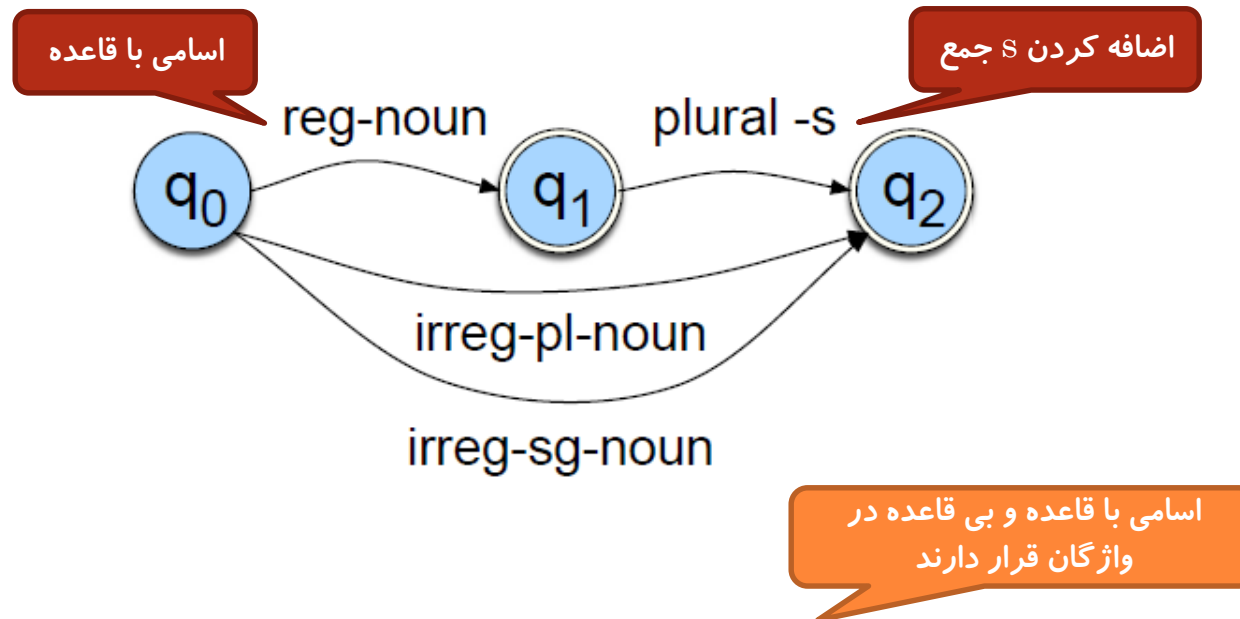 اسامی با قاعده
اضافه کردن s جمع
reg-noun
plural -s
q0
q1
q2
irreg-pl-noun
irreg-sg-noun
اسامی با قاعده و بی قاعده در
واژگان قرار دارند